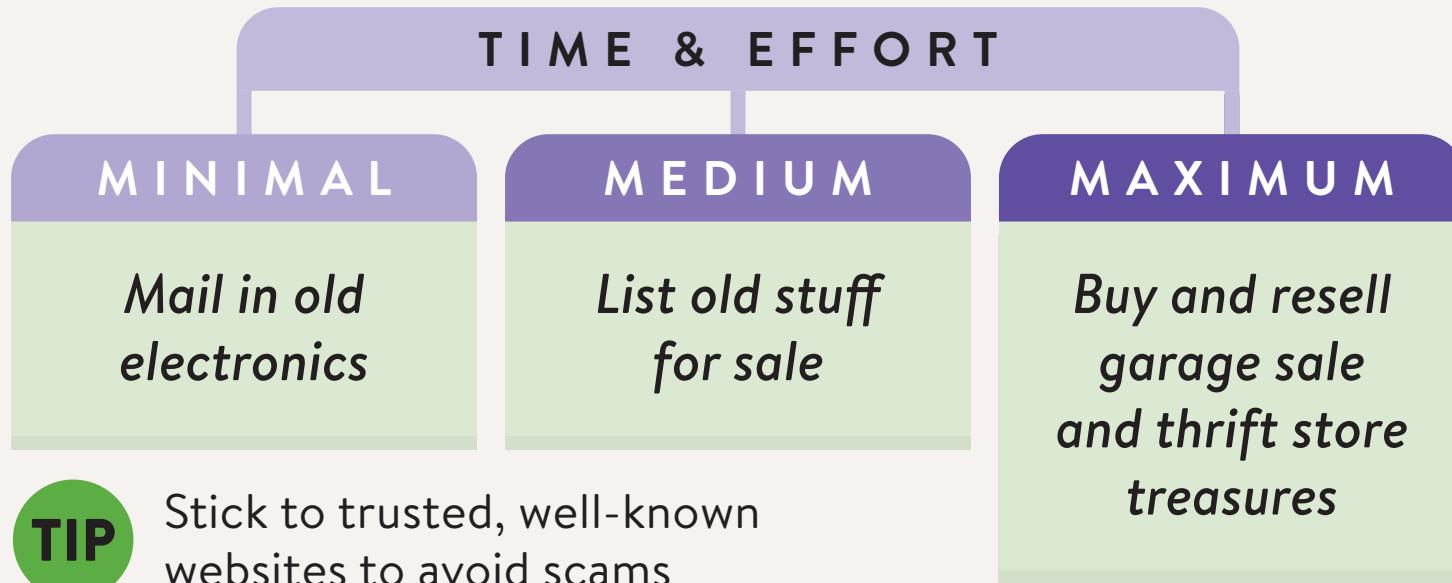 TIME & EFFORT
MINIMAL
Mail in old
electronics
MEDIUM
List old stuff
for sale
MAXIMUM
Buy and resell
garage sale
and thrift store
treasures
TIP
Stick to trusted, well-known
websites to avoid scams